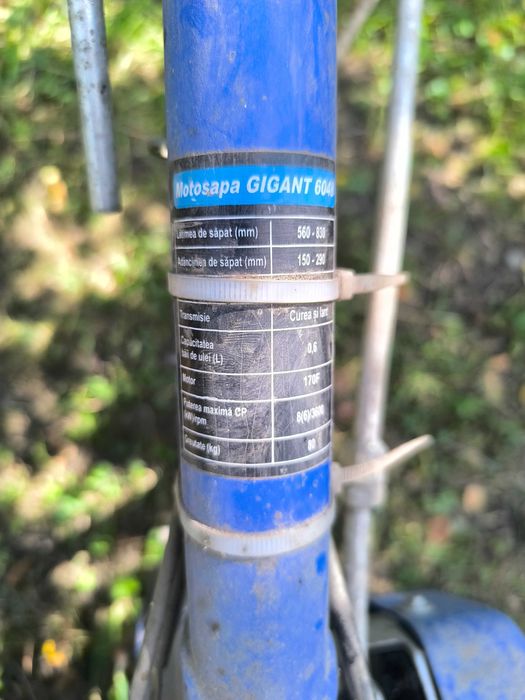 Motosapa GIGANT 604
Lățimea de săpat (mm) 560 - 830
Adâncimea de săpat (mm) 150 - 290
Transmisie Curea și lanț
Capacitatea
băii de ulei (L) 0,6
Motor 170F
Puterea maximă CP
(kW)/rpm 8(6)/3600
Greutate (kg) 80